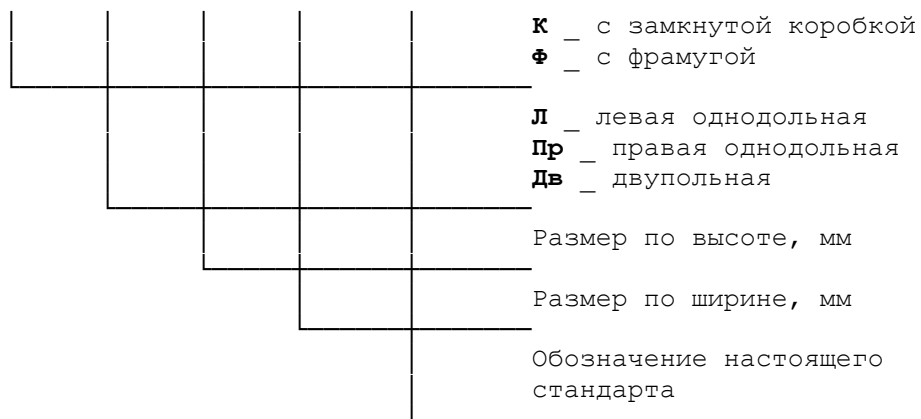 К _ с замкнутой коробкой
Ф _ с фрамугой
Л _ левая однодольная
Пр _ правая однодольная
Дв _ двупольная
Размер по высоте, мм
Размер по ширине, мм
Обозначение настоящего
стандарта